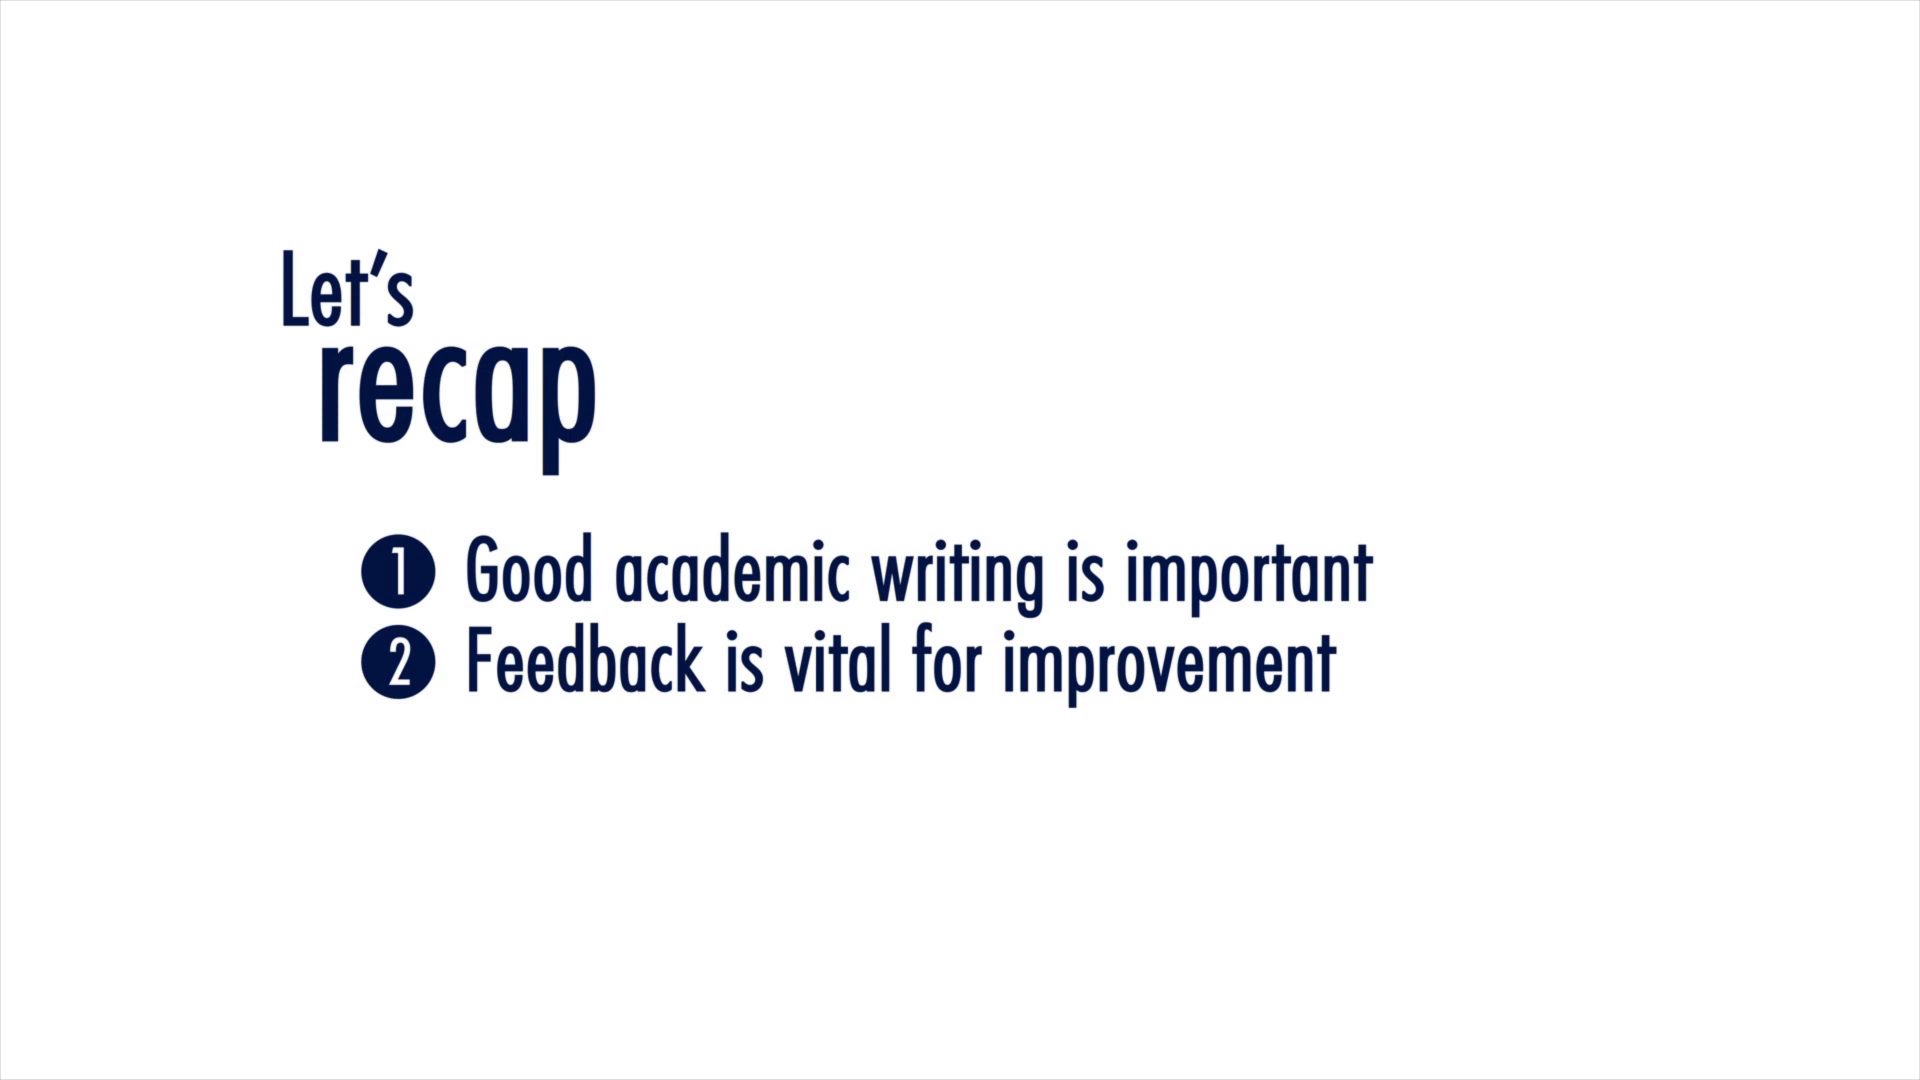 Let’s
recap
1 Good academic writing is important
2 Feedback is vital for improvement